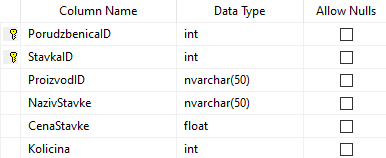 Column Name Data Type Allow Nulls
PorudzbenicaID int
StavkaID int
ProizvodID nvarchar(50)
NazivStavke nvarchar(50)
CenaStavke float
Kolicina int